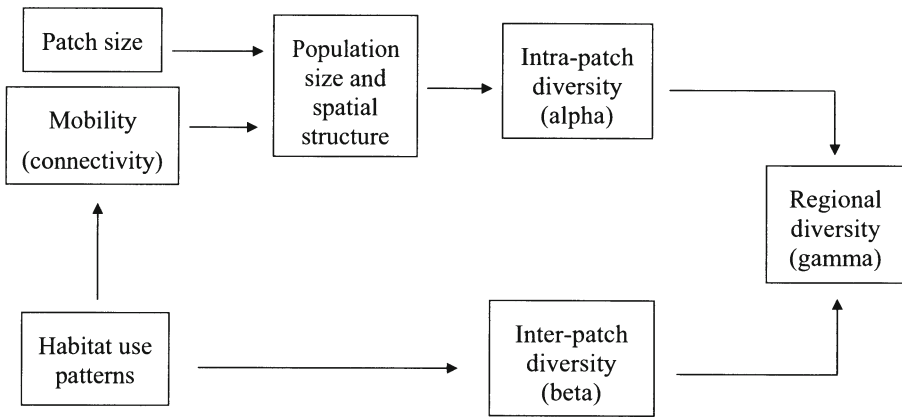 Patch size
Mobility
(connectivity)
Population
size and
spatial
structure
Intra-patch
diversity
(alpha)
Regional
diversity
(gamma)
Habitat use
patterns
Inter-patch
diversity
(beta)